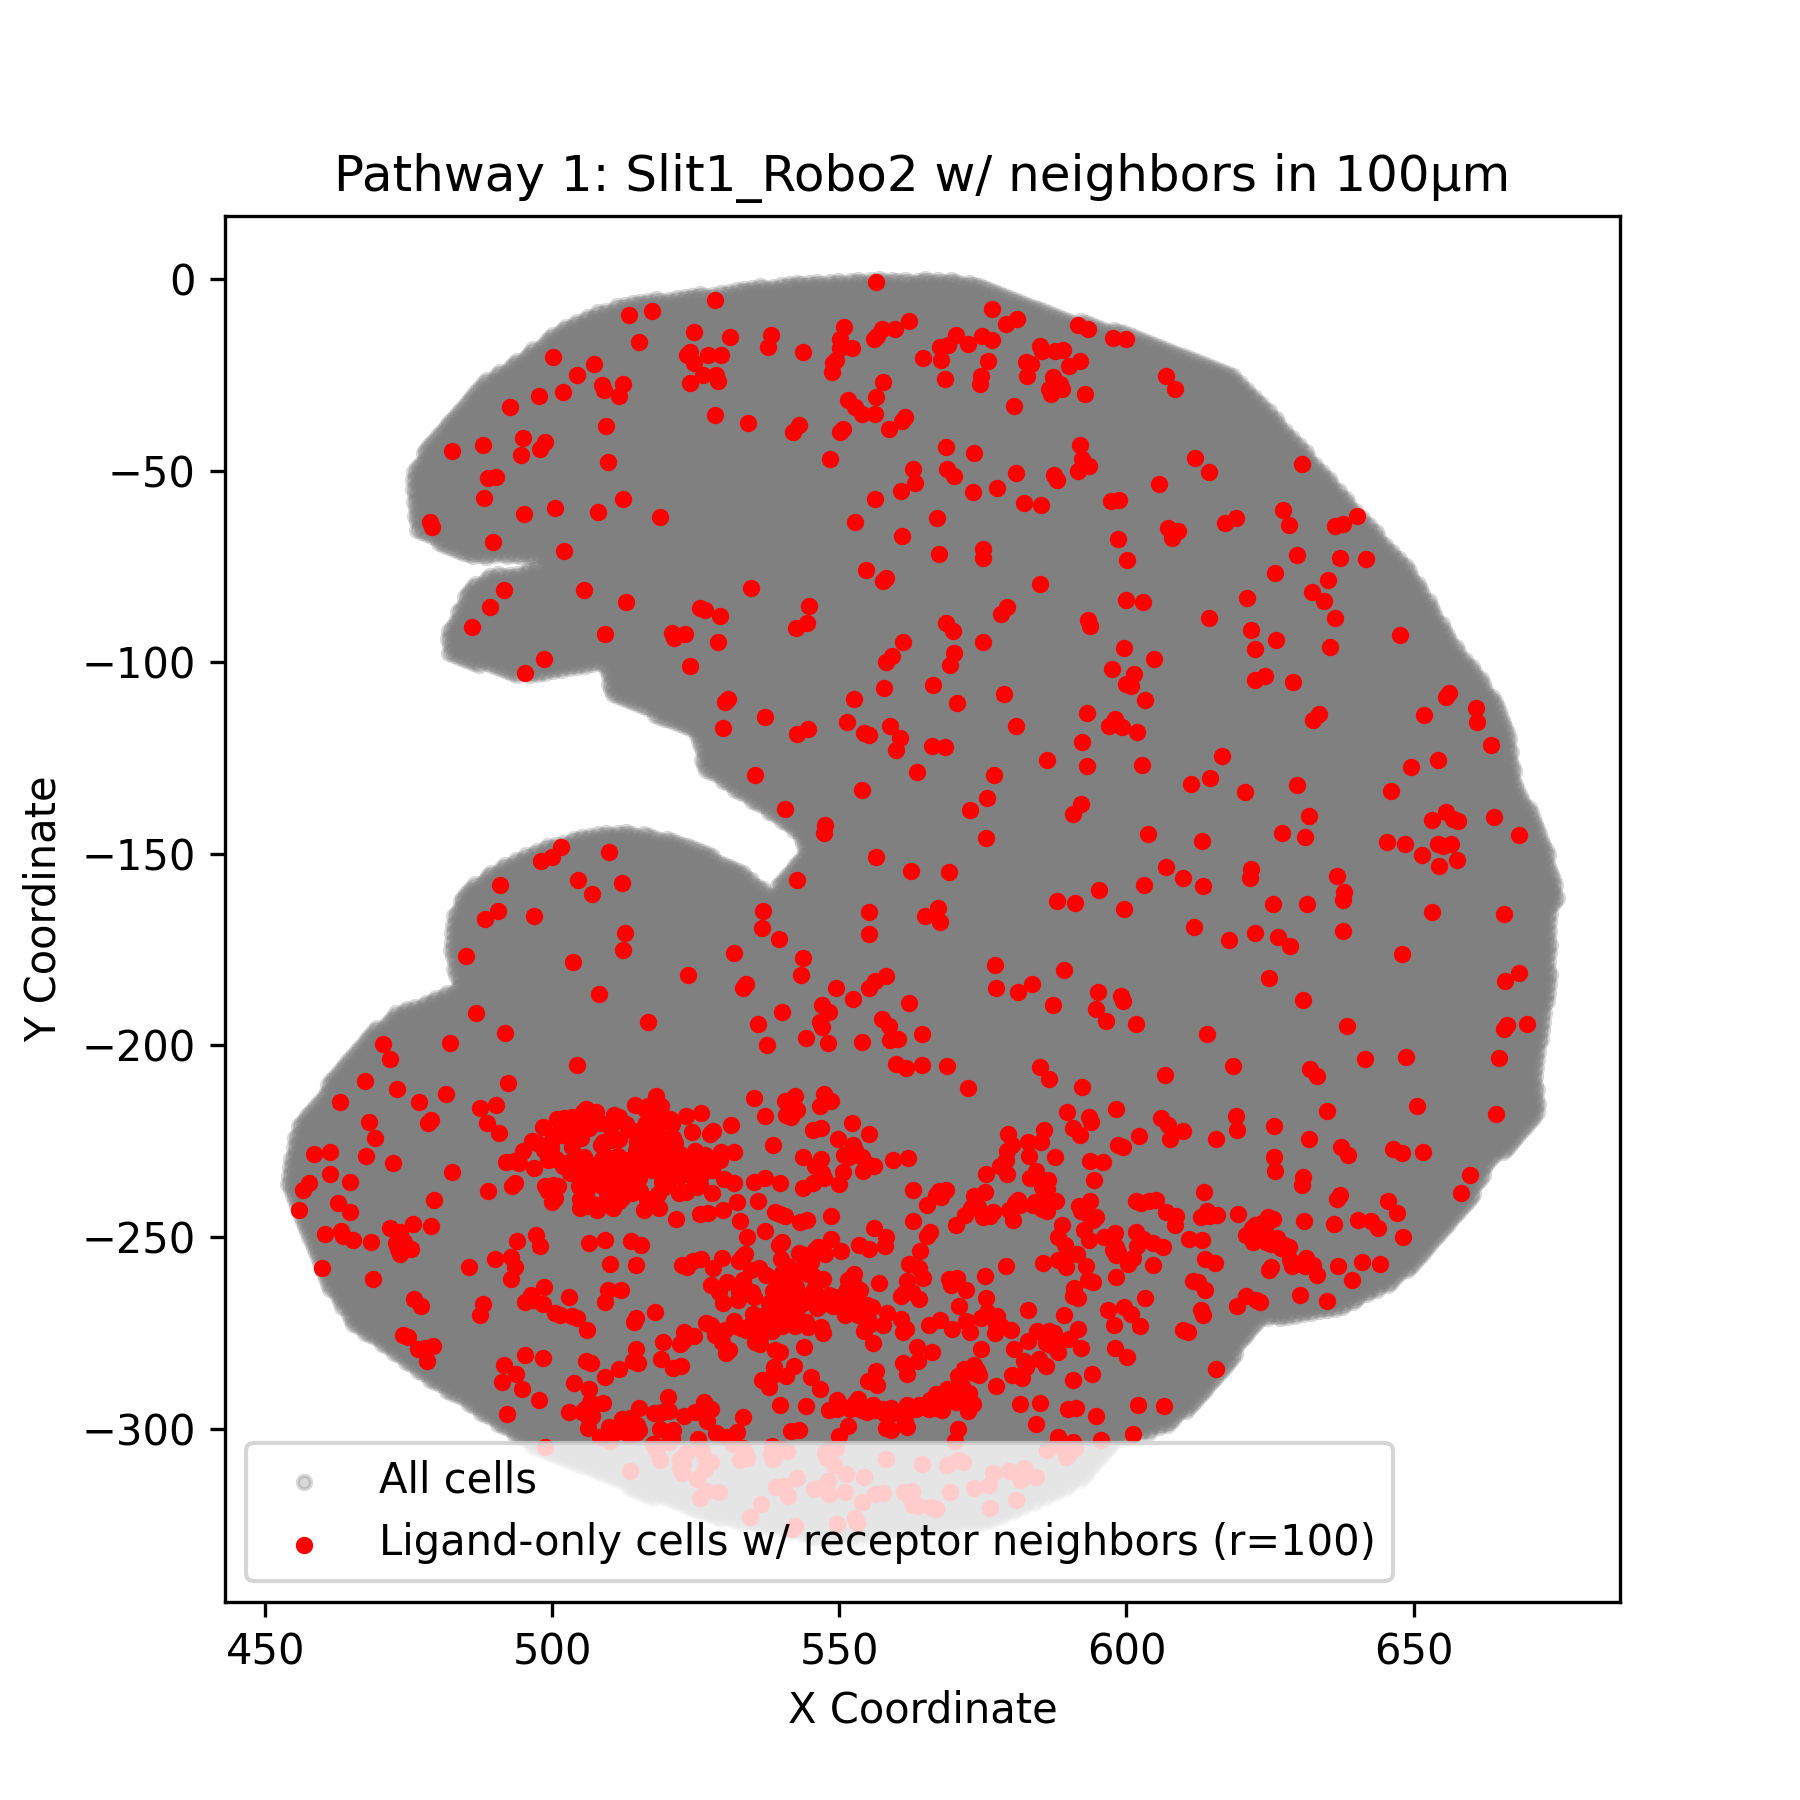 Pathway 1: Slit1_Robo2 w/ neighbors in 100μm
0
−50
−100
−150
−200
−250
−300
Y Coordinate
All cells
Ligand-only cells w/ receptor neighbors (r=100)
450 500 550 600 650
X Coordinate